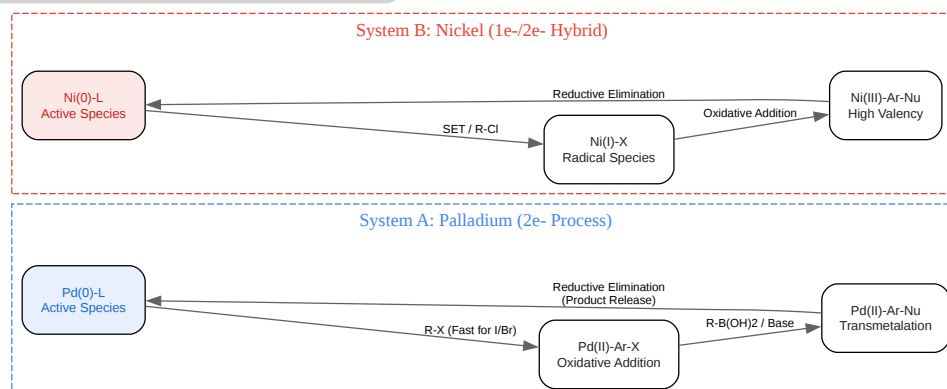 System B: Nickel (1e-/2e- Hybrid)
Ni(0)-L
Active Species
Reductive Elimination
SET / R-Cl
Ni(I)-X
Radical Species
Oxidative Addition
Ni(III)-Ar-Nu
High Valency
System A: Palladium (2e- Process)
Pd(0)-L
Active Species
Reductive Elimination
(Product Release)
R-X (Fast for I/Br)
Pd(II)-Ar-X
Oxidative Addition
R-B(OH)2 / Base
Pd(II)-Ar-Nu
Transmetalation